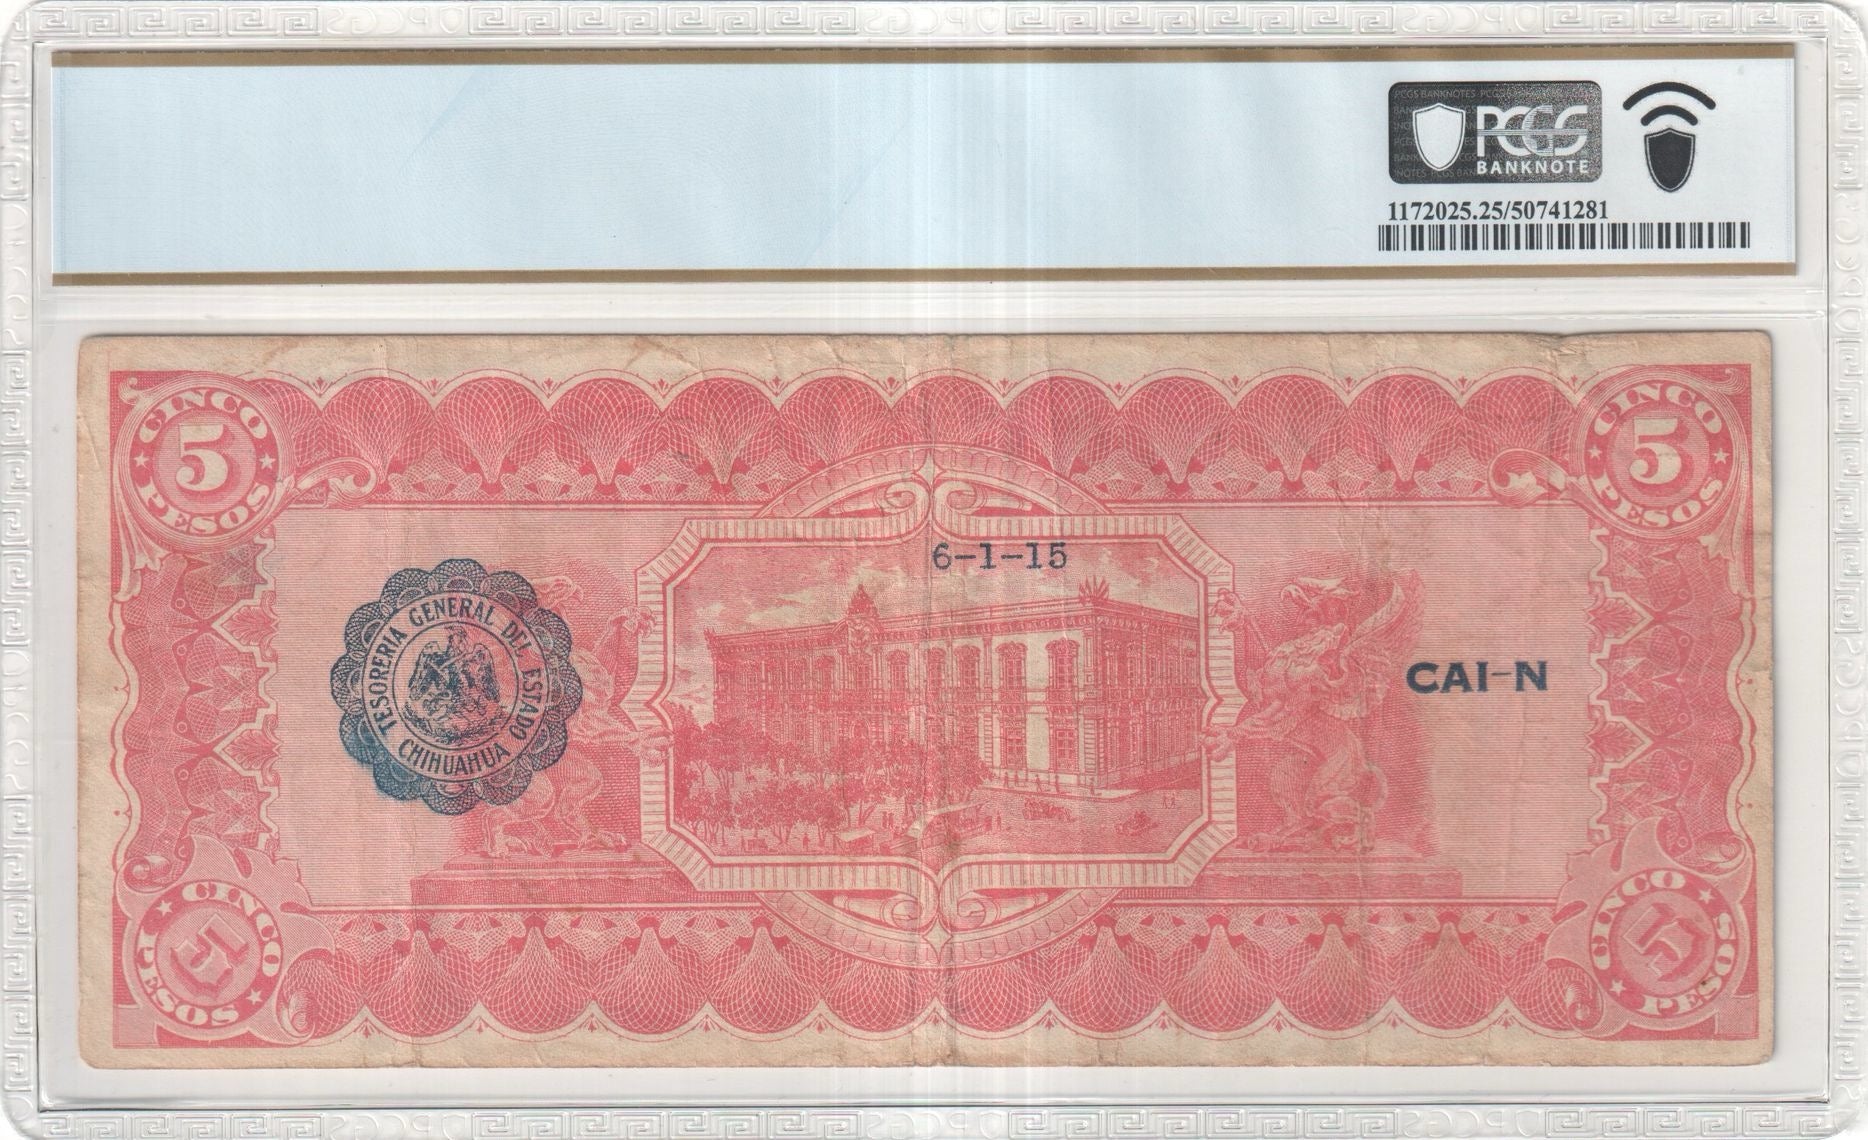 PCGS
BANKNOTE
1172025.25/50741281
CINCO
5
PESOS
CINCO
5
PESOS
6-1-15
TESORERIA GENERAL DEL ESTADO
CHIHUAHUA
CAI-N
CINCO
5
PESOS
CINCO
5
PESOS